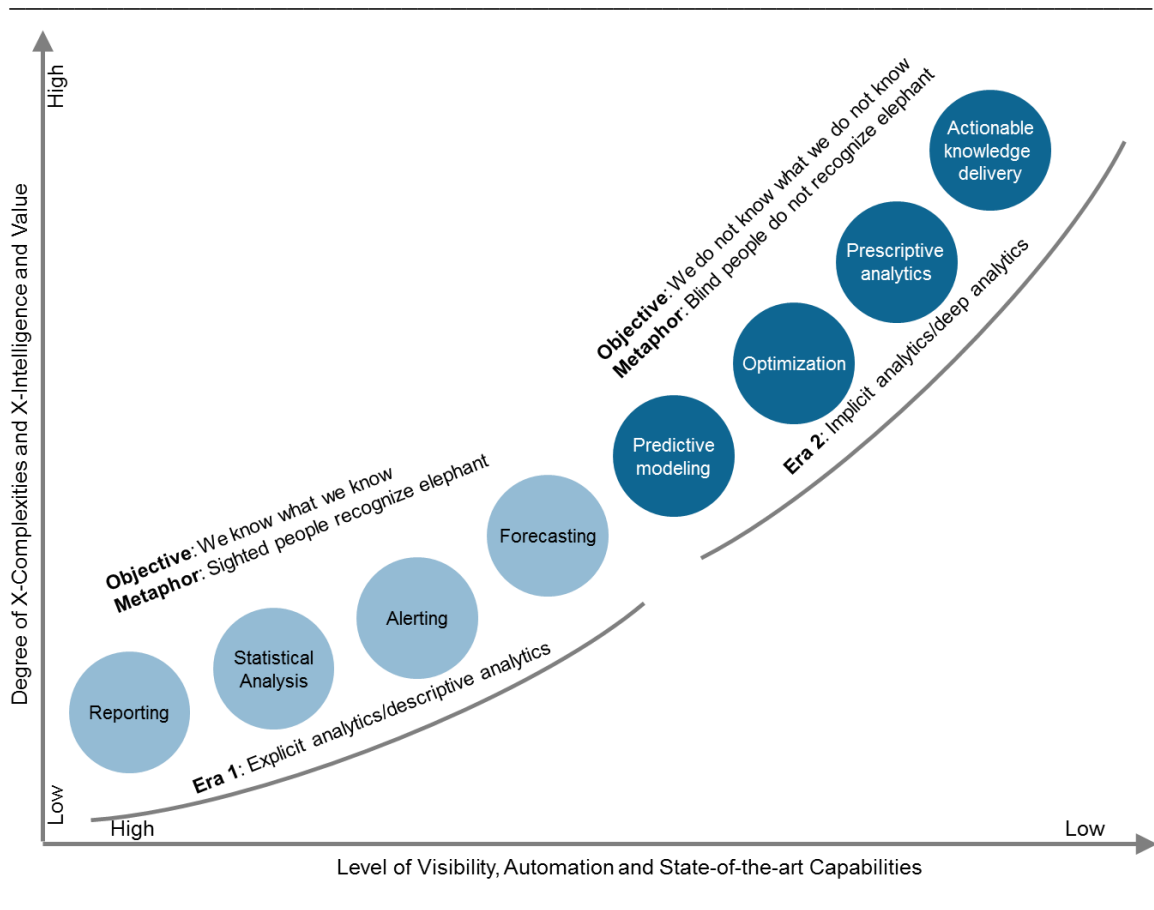 High
Degree of X-Complexities and X-Intelligence and Value
Low
Objective: We do not know what we do not know
Metaphor: Blind people do not recognize elephant
Actionable
knowledge
delivery
Prescriptive
analytics
Optimization
Predictive
modeling
Era 2: Implicit analytics/deep analytics
Objective: We know what we know
Metaphor: Sighted people recognize elephant
Forecasting
Alerting
Statistical
Analysis
Reporting
Era 1: Explicit analytics/descriptive analytics
High
Low
Level of Visibility, Automation and State-of-the-art Capabilities